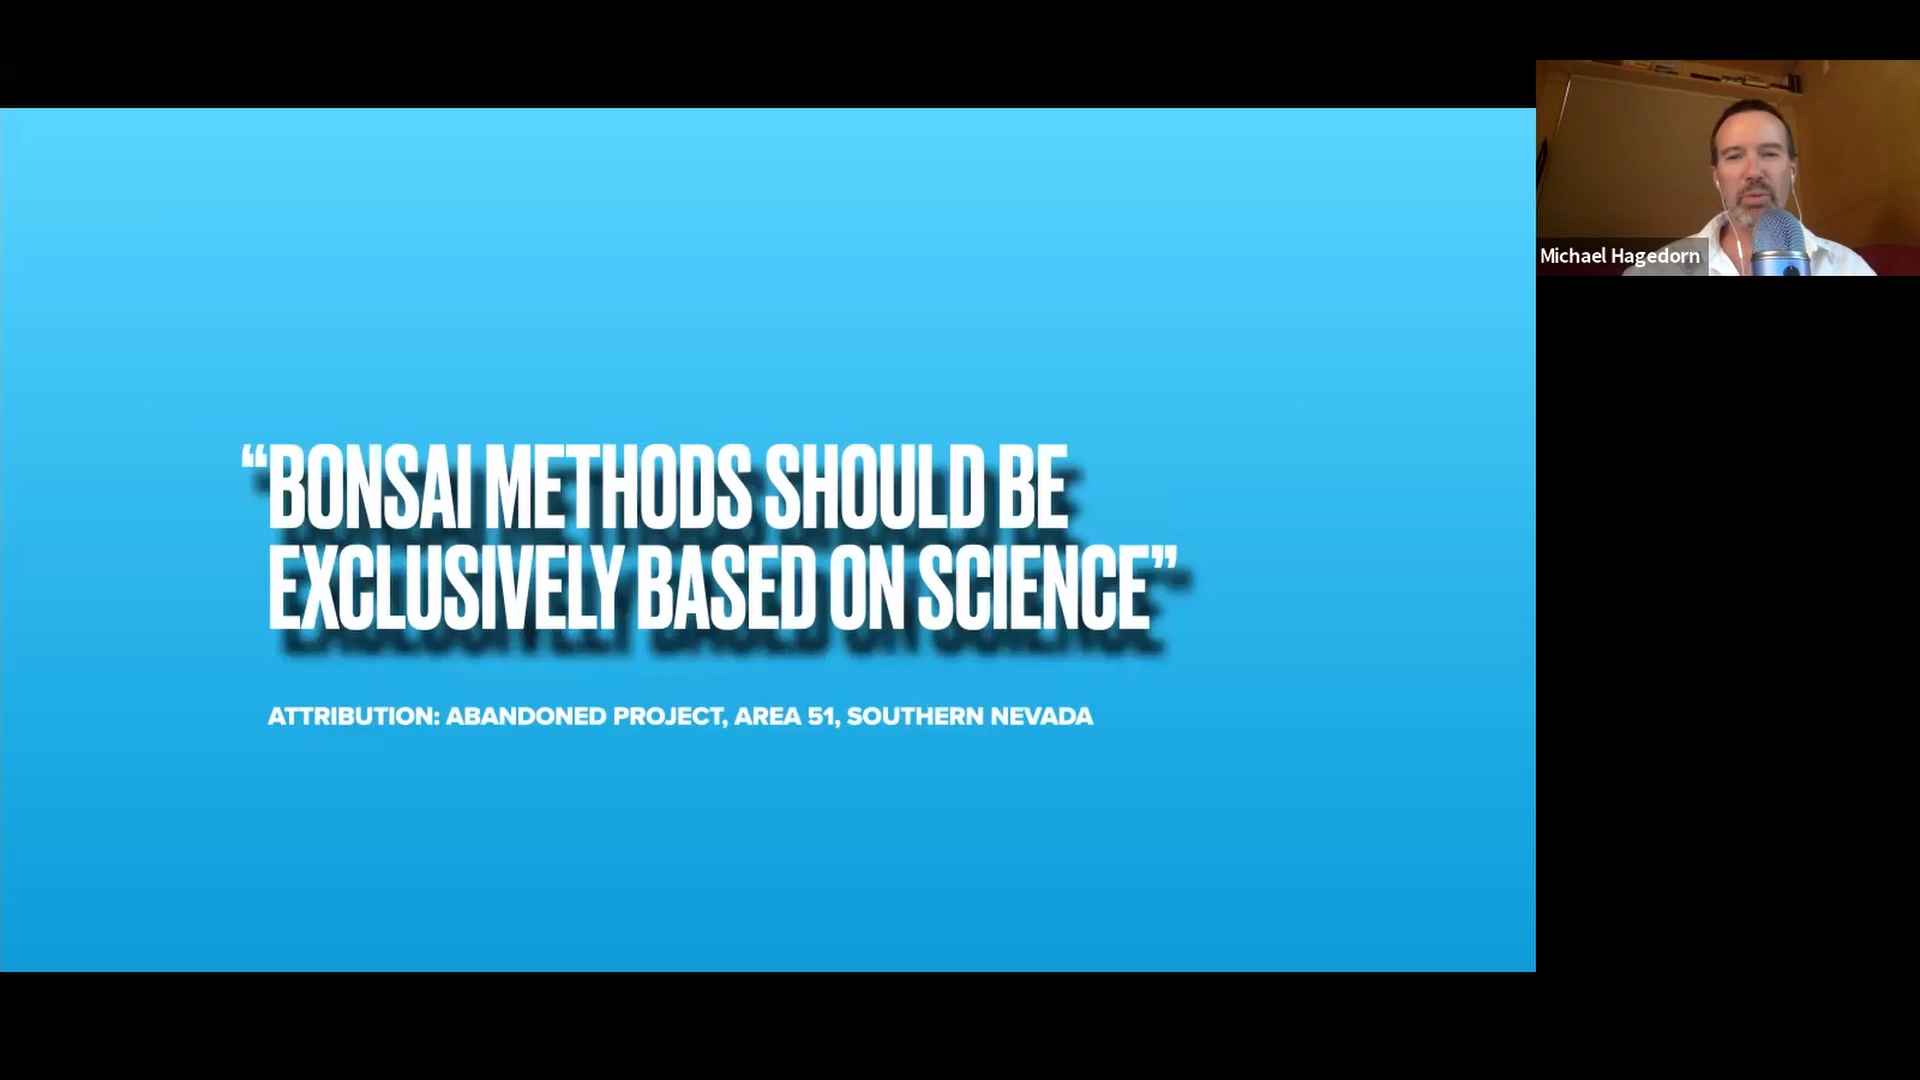 “BONSAI METHODS SHOULD BE
EXCLUSIVELY BASED ON SCIENCE”
ATTRIBUTION: ABANDONED PROJECT, AREA 51, SOUTHERN NEVADA
Michael Hagedorn